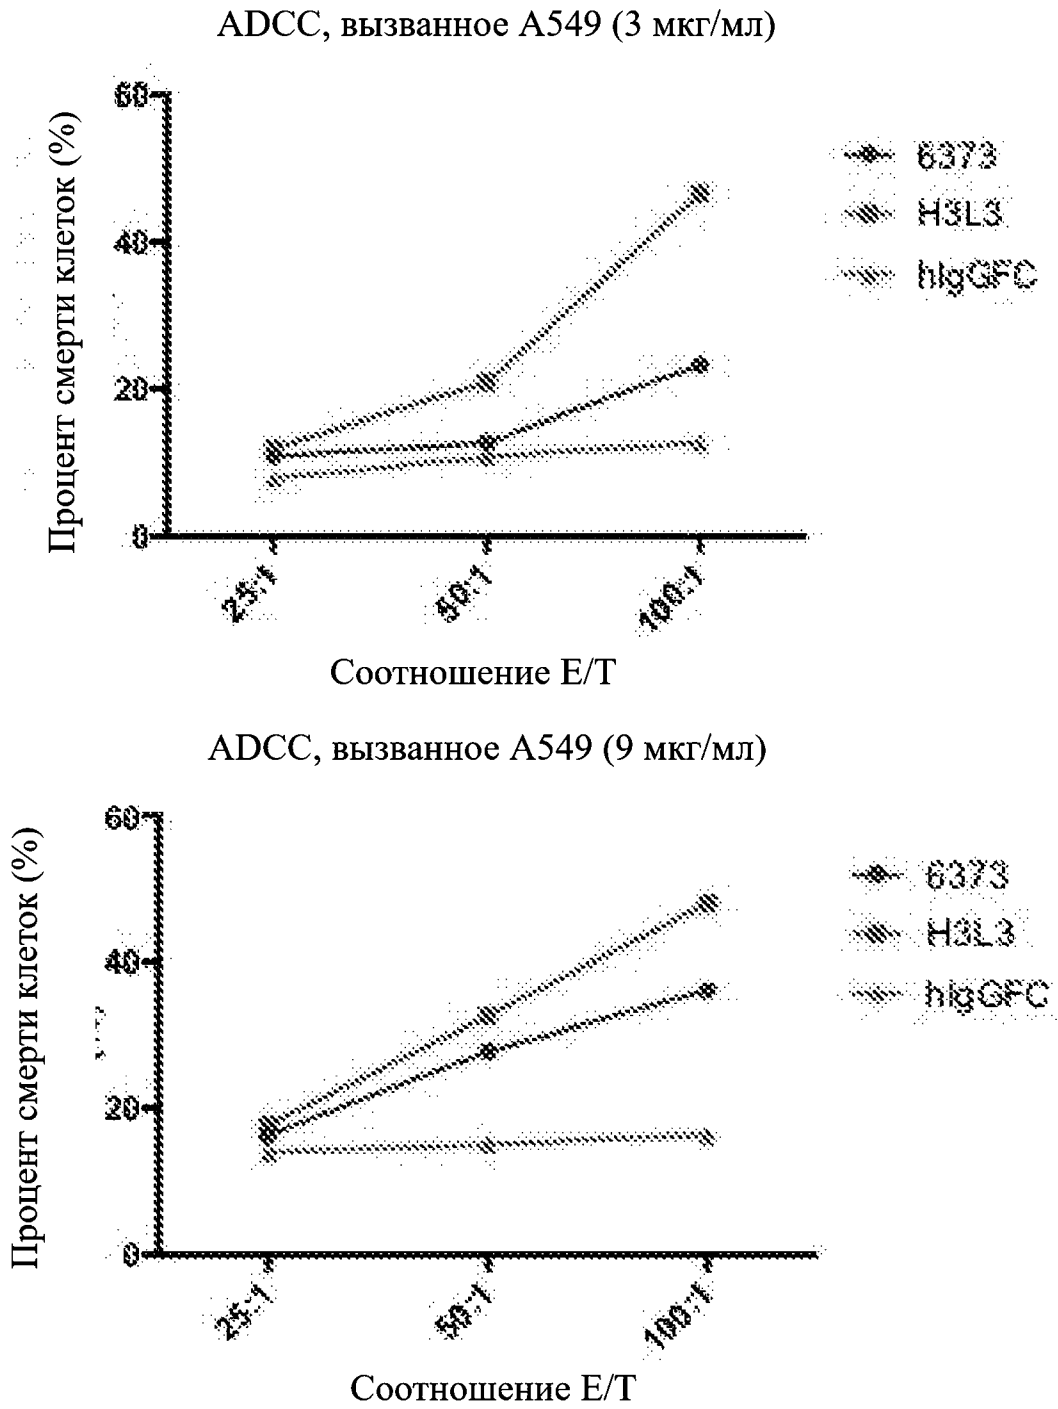 ADCC, вызванное A549 (3 мкг/мл)
Процент смерти клеток (%)
60
40
20
0
25:1
50:1
100:1
Соотношение E/T
6373
H3L3
hIgGFC
ADCC, вызванное A549 (9 мкг/мл)
Процент смерти клеток (%)
60
40
20
0
25:1
50:1
100:1
Соотношение E/T
6373
H3L3
hIgGFC